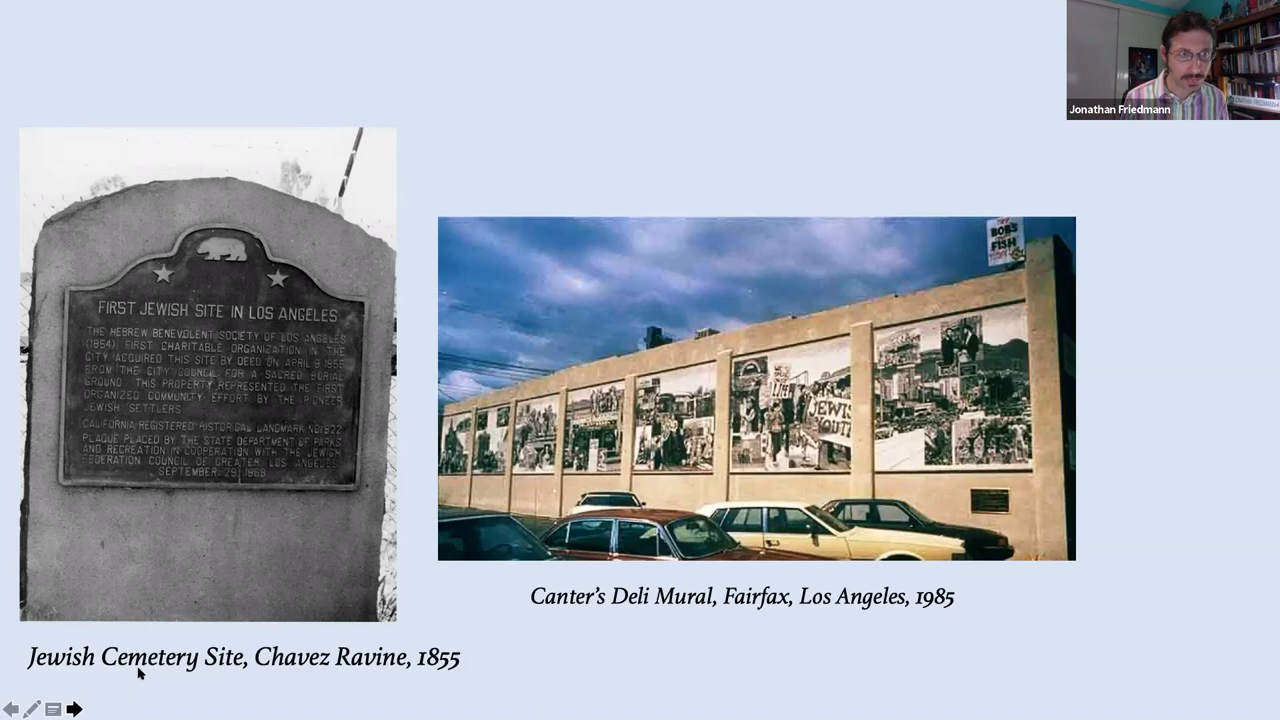 Jonathan Friedmann
FIRST JEWISH SITE IN LOS ANGELES
THE HEBREW BENEVOLENT SOCIETY OF LOS ANGELES
(1854) FIRST CHARITABLE ORGANIZATION IN THE
CITY ACQUIRED THIS SITE BY DEED ON APRIL 9 1855
FROM THE CITY COUNCIL FOR A SACRED BURIAL
GROUND THIS PROPERTY REPRESENTED THE FIRST
ORGANIZED COMMUNITY EFFORT BY THE PIONEER
JEWISH SETTLERS
CALIFORNIA REGISTERED HISTORICAL LANDMARK NO. 822
PLAQUE PLACED BY THE STATE DEPARTMENT OF PARKS
AND RECREATION IN COOPERATION WITH THE JEWISH
FEDERATION COUNCIL OF GREATER LOS ANGELES
SEPTEMBER 29, 1968
BOB'S
FISH
JEWISH
Canter's Deli Mural, Fairfax, Los Angeles, 1985
Jewish Cemetery Site, Chavez Ravine, 1855